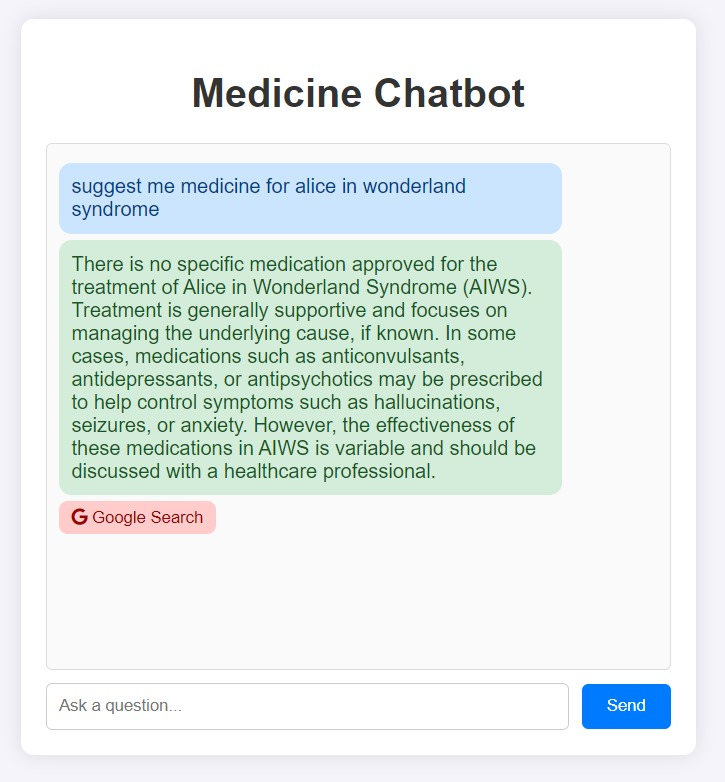 Medicine Chatbot
suggest me medicine for alice in wonderland
syndrome
There is no specific medication approved for the
treatment of Alice in Wonderland Syndrome (AIWS).
Treatment is generally supportive and focuses on
managing the underlying cause, if known. In some
cases, medications such as anticonvulsants,
antidepressants, or antipsychotics may be prescribed
to help control symptoms such as hallucinations,
seizures, or anxiety. However, the effectiveness of
these medications in AIWS is variable and should be
discussed with a healthcare professional.
Google Search
Ask a question...
Send